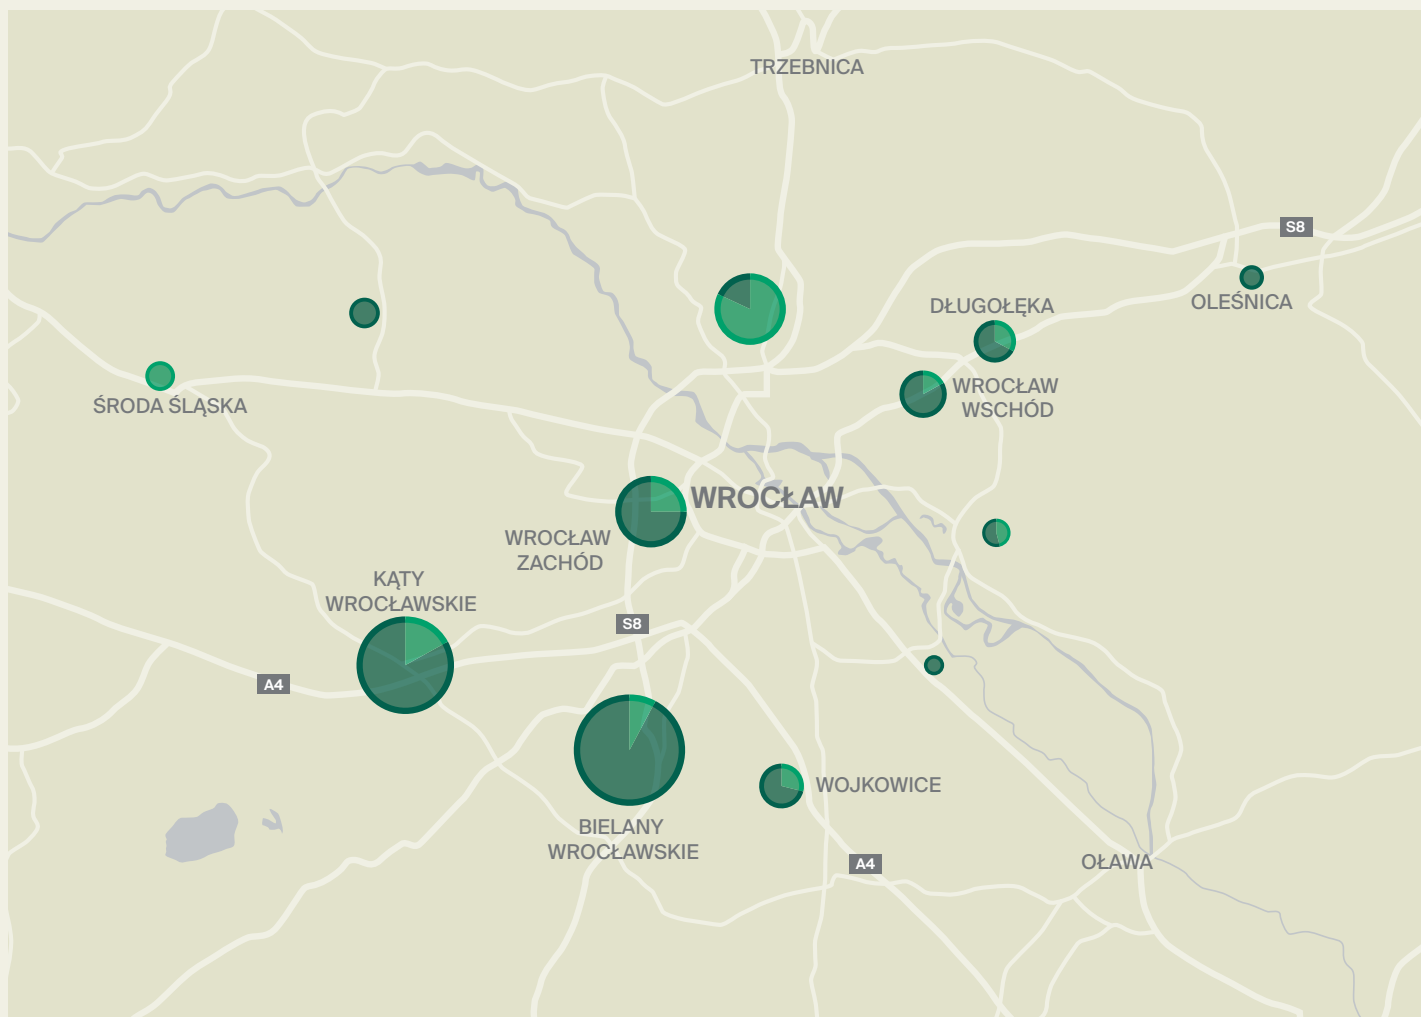 TRZEBNICA
S8
OLEŚNICA
DŁUGOŁĘKA
WROCŁAW
WSCHÓD
ŚRODA ŚLĄSKA
WROCŁAW
WROCŁAW
ZACHÓD
KĄTY
WROCŁAWSKIE
S8
A4
WOJKOWICE
BIELANY
WROCŁAWSKIE
A4
OŁAWA